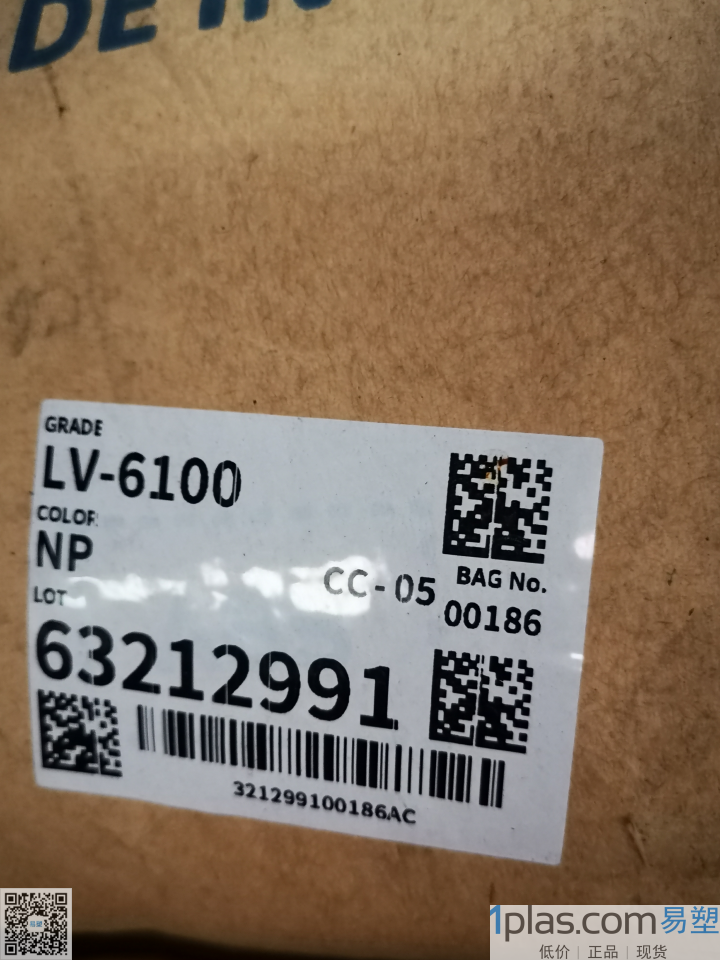 GRADE
LV-6100
COLOR
NP
CC-05
BAG No.
00186
LOT
63212991
321299100186AC
1plas.com易塑
低价 | 正品 | 现货